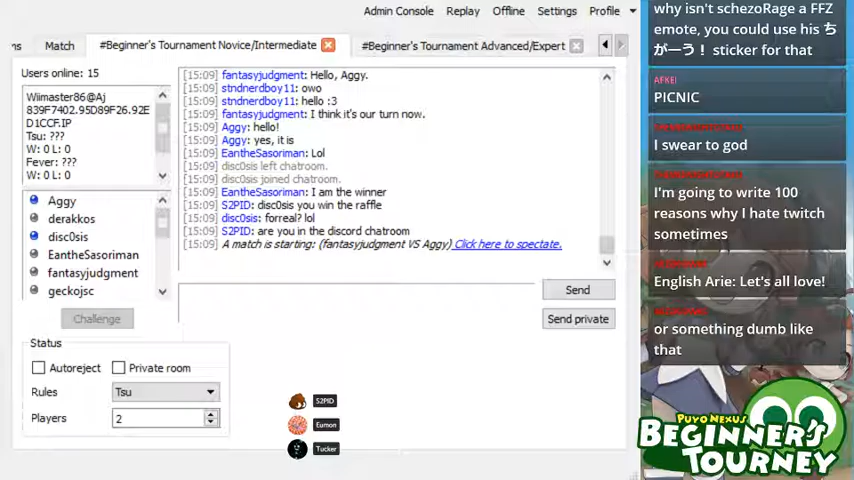 Admin Console Replay Offline Settings Profile
ns Match #Beginner's Tournament Novice/Intermediate #Beginner's Tournament Advanced/Expert
Users online: 15
Wiimaster86@Aj
839F7402.95D89F26.92E
D1CCF.IP
Tsu: ???
W: 0 L: 0
Fever: ???
W: 0 L: 0
Aggy
derakkos
disc0sis
EantheSasoriman
fantasyjudgment
geckojsc
Challenge
[15:09] fantasyjudgment: Hello, Aggy.
[15:09] stndnerdboy11: owo
[15:09] stndnerdboy11: hello :3
[15:09] fantasyjudgment: I think it's our turn now.
[15:09] Aggy: hello!
[15:09] Aggy: yes, it is
[15:09] EantheSasoriman: Lol
[15:09] disc0sis left chatroom.
[15:09] disc0sis joined chatroom.
[15:09] EantheSasoriman: I am the winner
[15:09] S2PID: disc0sis you win the raffle
[15:09] disc0sis: forreal? lol
[15:09] S2PID: are you in the discord chatroom
[15:09] A match is starting: (fantasyjudgment VS Aggy) Click here to spectate.
Send
Send private
Status
Autoreject Private room
Rules Tsu
Players 2
S2PID
Eumon
Tucker
why isn't schezoRage a FFZ
emote, you could use his ち
がーう！ sticker for that
AFKEI
PICNIC
I swear to god
I'm going to write 100
reasons why I hate twitch
sometimes
English Arie: Let's all love!
or something dumb like
that
PUYO NEXUS
BEGINNER'S
TOURNEY